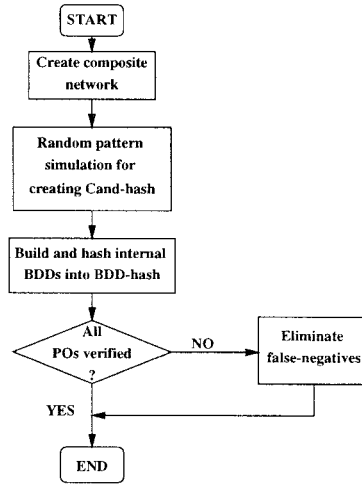 START
Create composite
network
Random pattern
simulation for
creating Cand-hash
Build and hash internal
BDDs into BDD-hash
All
POs verified
?
NO
Eliminate
false-negatives
YES
END